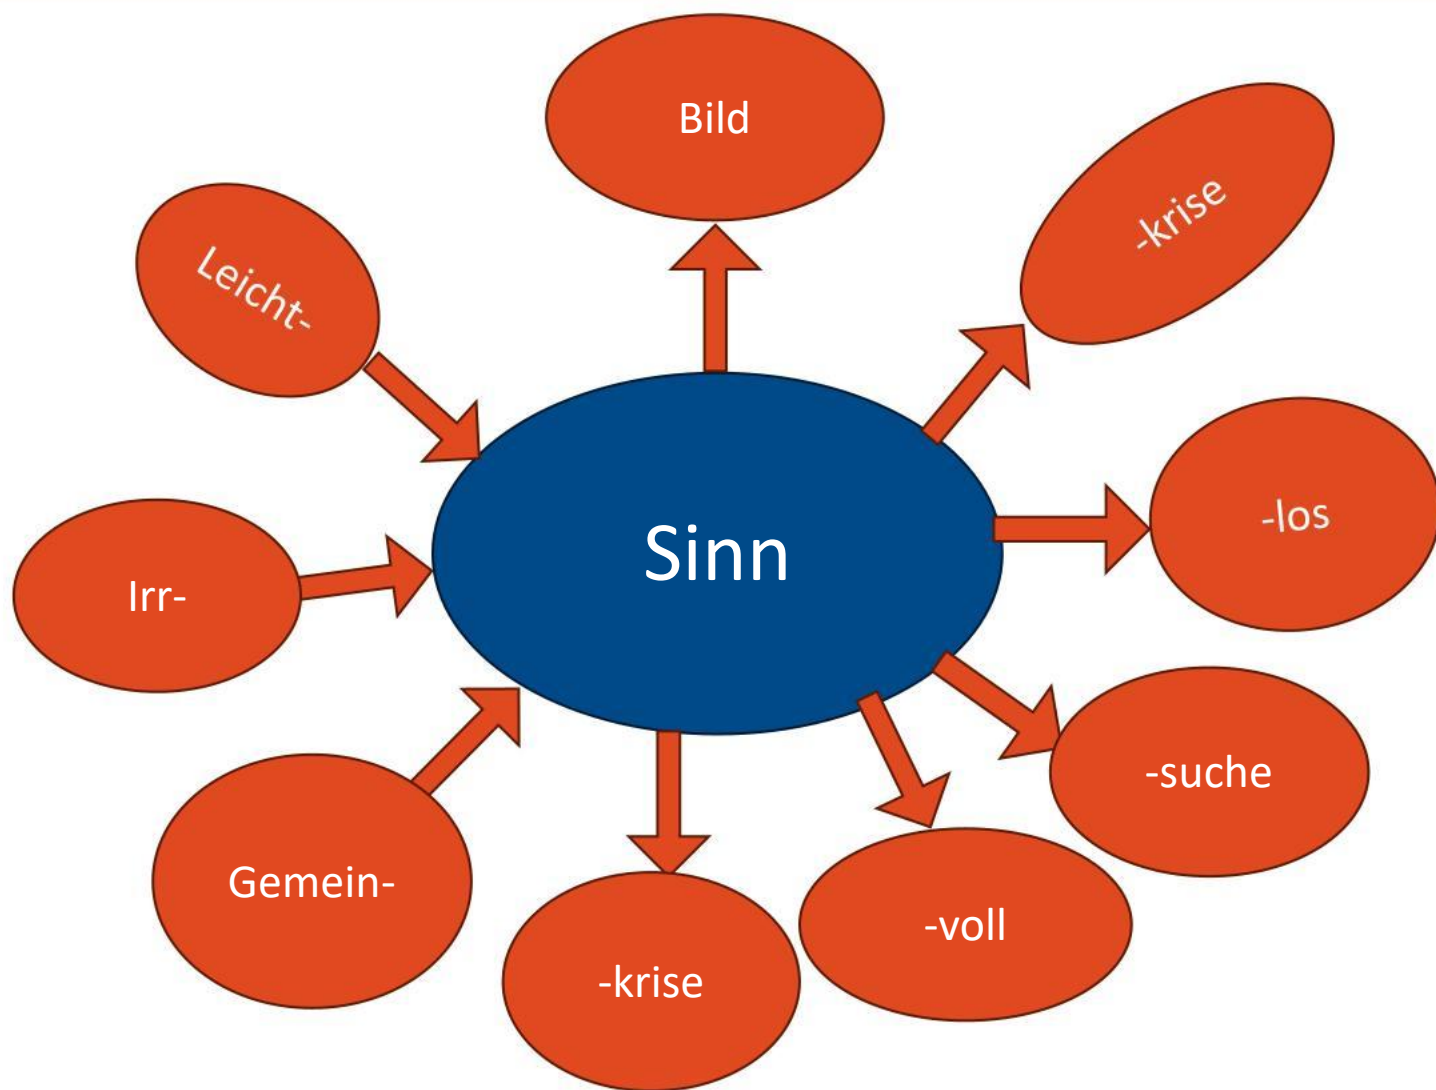 Bild
-krise
Leicht-
-los
Sinn
Irr-
-suche
Gemein-
-voll
-krise